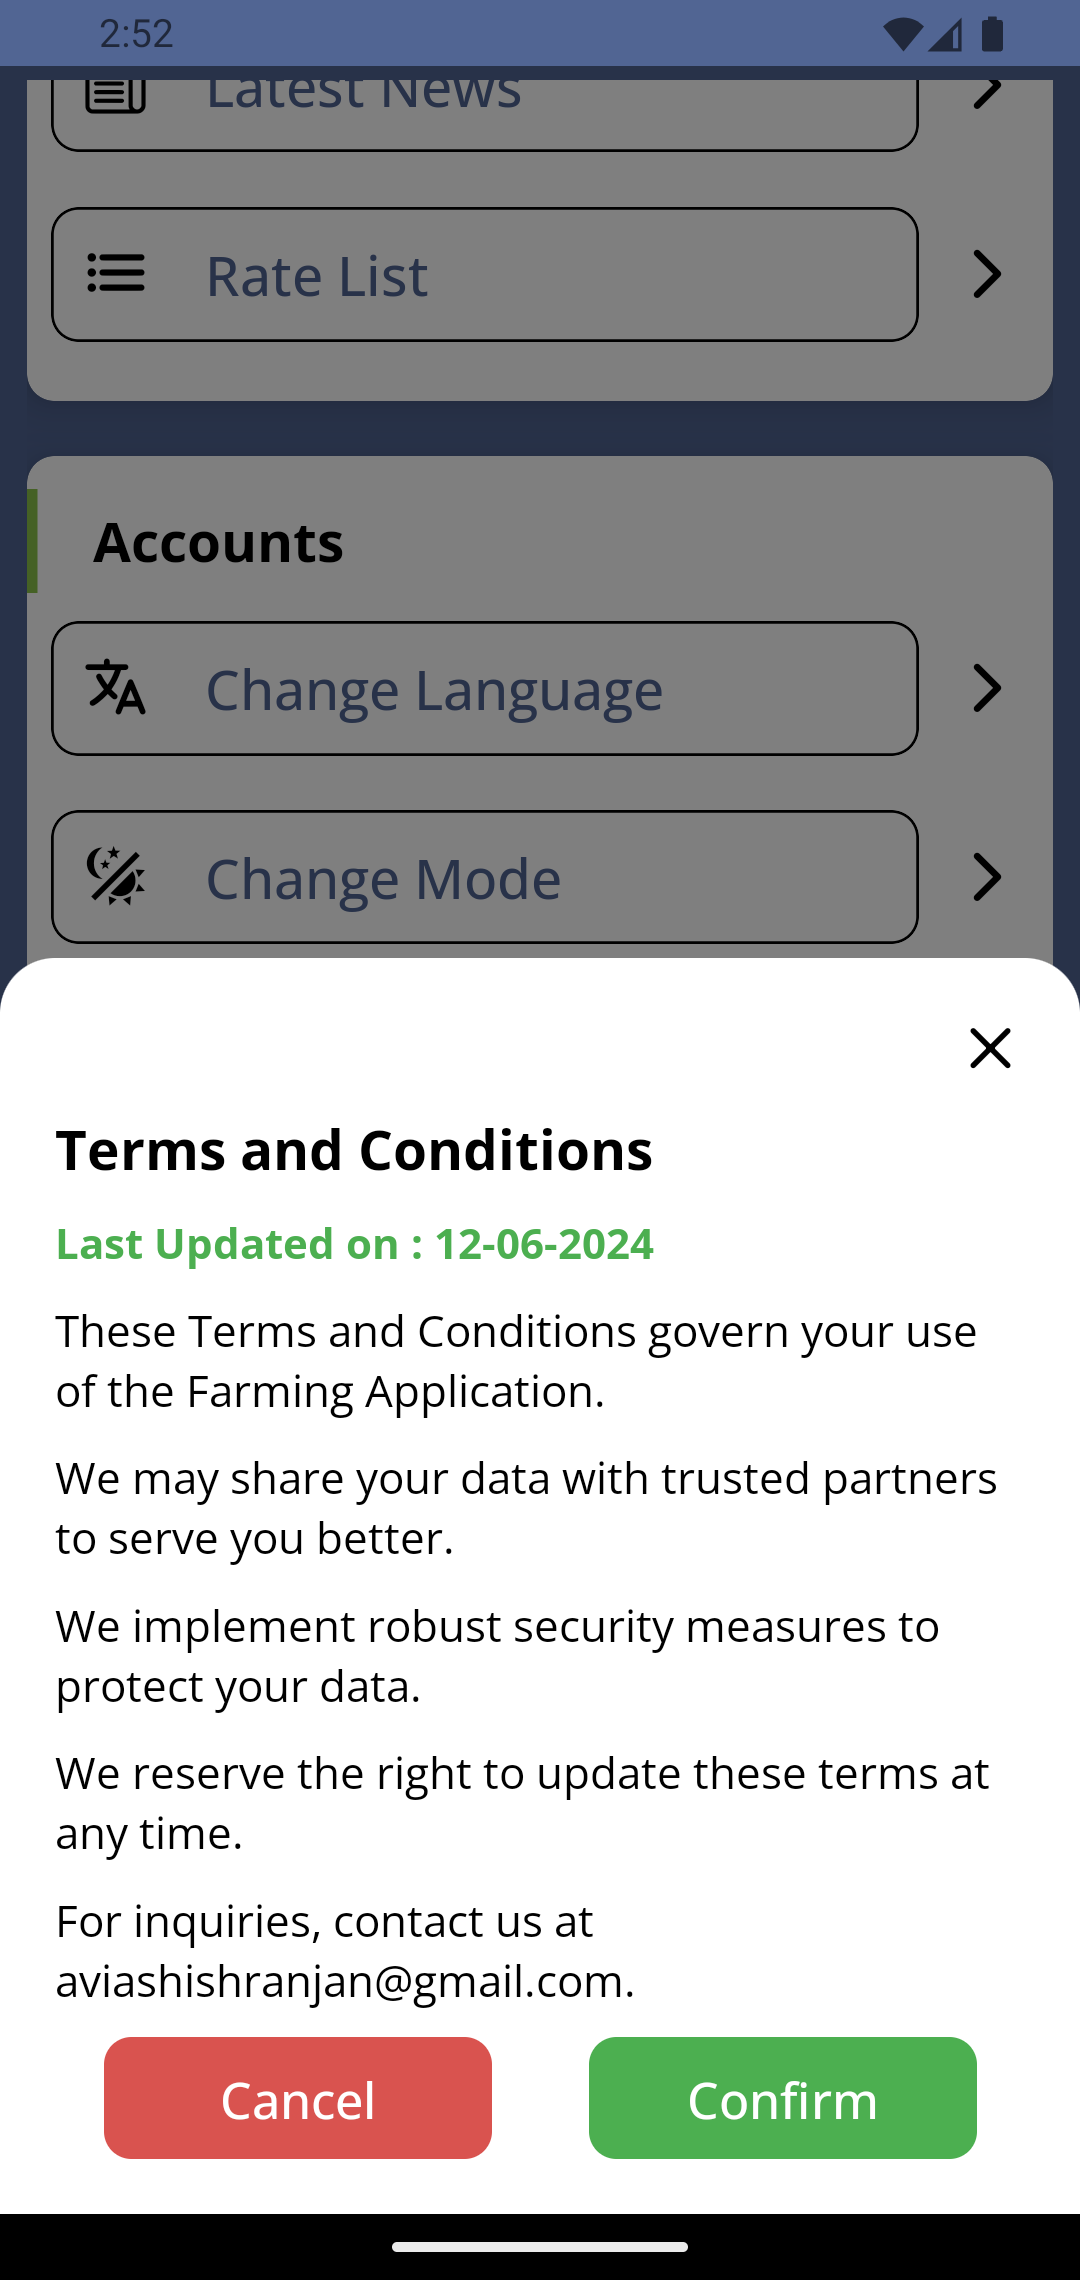 2:52
Latest News
Rate List
Accounts
Change Language
Change Mode
Terms and Conditions
Last Updated on : 12-06-2024
These Terms and Conditions govern your use
of the Farming Application.
We may share your data with trusted partners
to serve you better.
We implement robust security measures to
protect your data.
We reserve the right to update these terms at
any time.
For inquiries, contact us at
aviashishranjan@gmail.com.
Cancel
Confirm